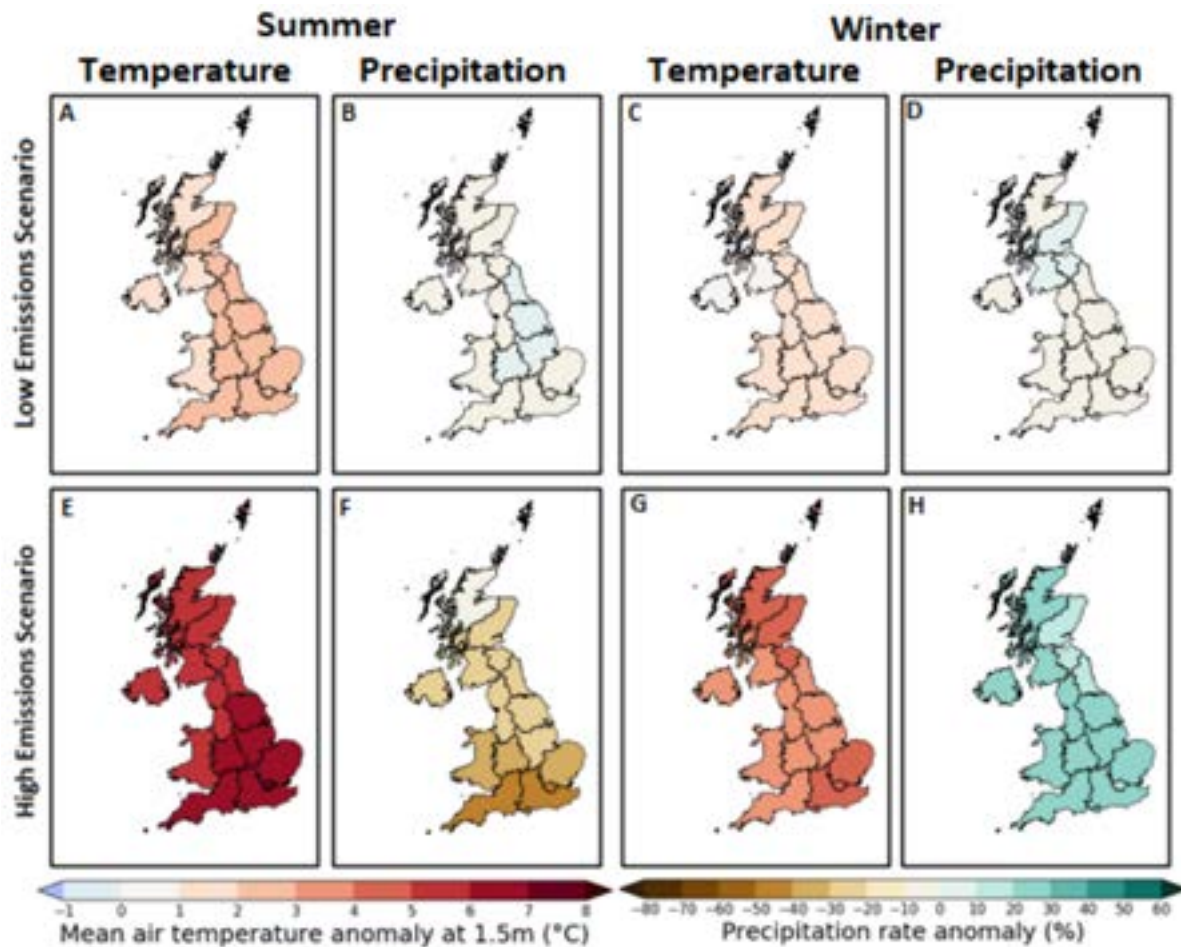 Summer Winter
Temperature Precipitation Temperature Precipitation
Low Emissions Scenario
A B C D
High Emissions Scenario
E F G H
−1 0 1 2 3 4 5 6 7 8
Mean air temperature anomaly at 1.5m (°C)
−80 −70 −60 −50 −40 −30 −20 −10 0 10 20 30 40 50 60
Precipitation rate anomaly (%)